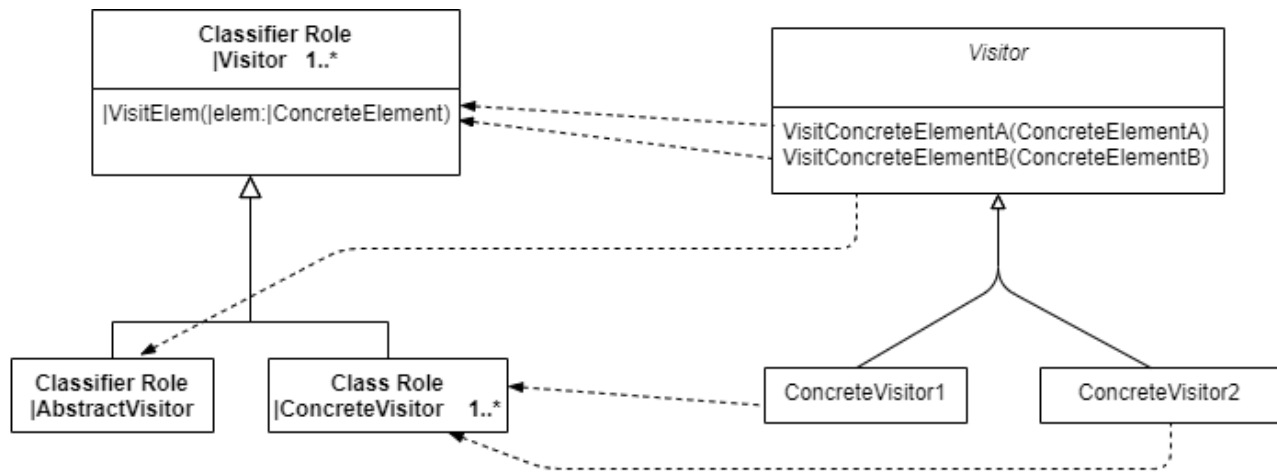 Classifier Role
|Visitor 1..*
|VisitElem(|elem:|ConcreteElement)
Visitor
VisitConcreteElementA(ConcreteElementA)
VisitConcreteElementB(ConcreteElementB)
Classifier Role
|AbstractVisitor
Class Role
|ConcreteVisitor 1..*
ConcreteVisitor1
ConcreteVisitor2